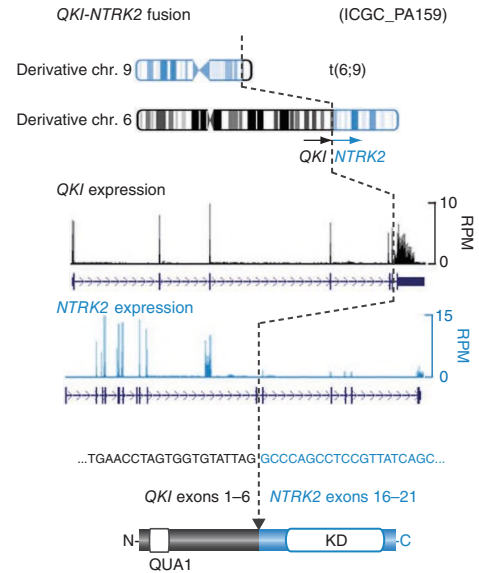 QKI-NTRK2 fusion (ICGC_PA159)
Derivative chr. 9 t(6;9)
Derivative chr. 6
QKI NTRK2
QKI expression
10
0
RPM
NTRK2 expression
15
0
RPM
...TGAACCTAGTGGTGTATTAG GCCCAGCCTCCGTTATCAGC...
QKI exons 1–6 NTRK2 exons 16–21
N- KD -C
QUA1